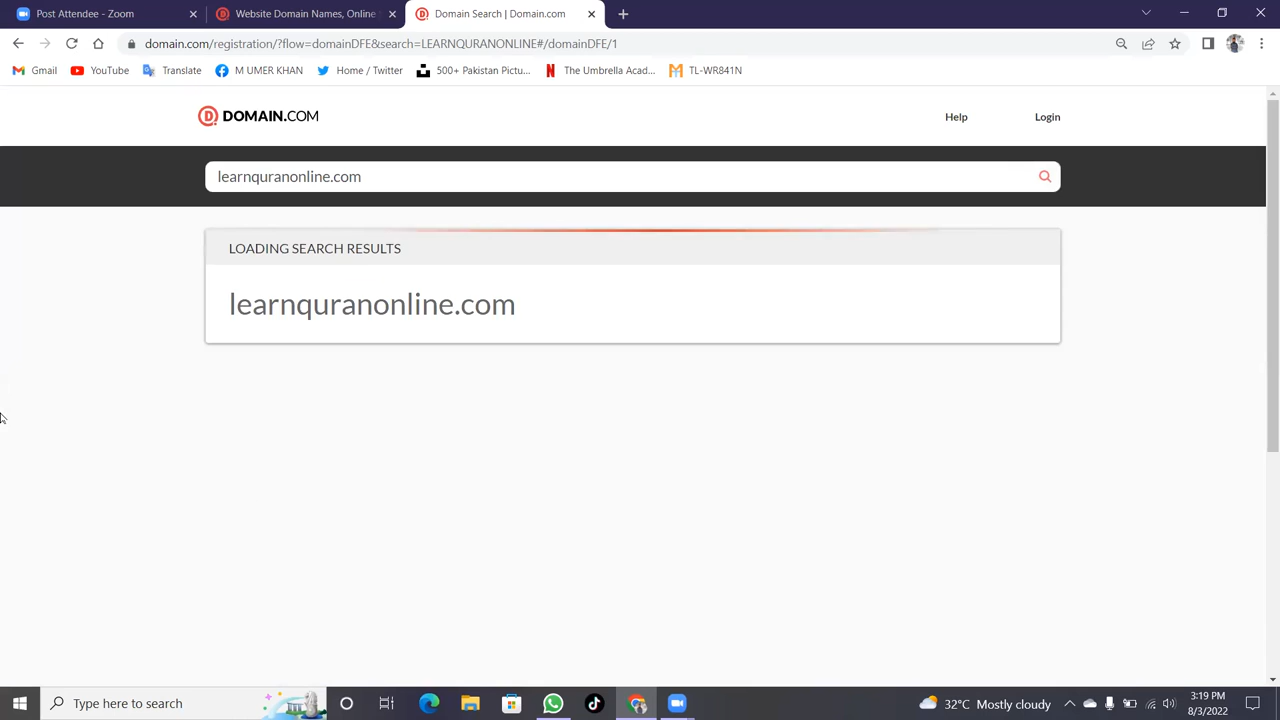 Post Attendee - Zoom
Website Domain Names, Online
Domain Search | Domain.com
domain.com/registration/?flow=domainDFE&search=LEARNQURANONLINE#/domainDFE/1
Gmail
YouTube
Translate
M UMER KHAN
Home / Twitter
500+ Pakistan Pictu...
The Umbrella Acad...
TL-WR841N
DOMAIN.COM
Help
Login
learnquranonline.com
LOADING SEARCH RESULTS
learnquranonline.com
Type here to search
32°C Mostly cloudy
3:19 PM
8/3/2022